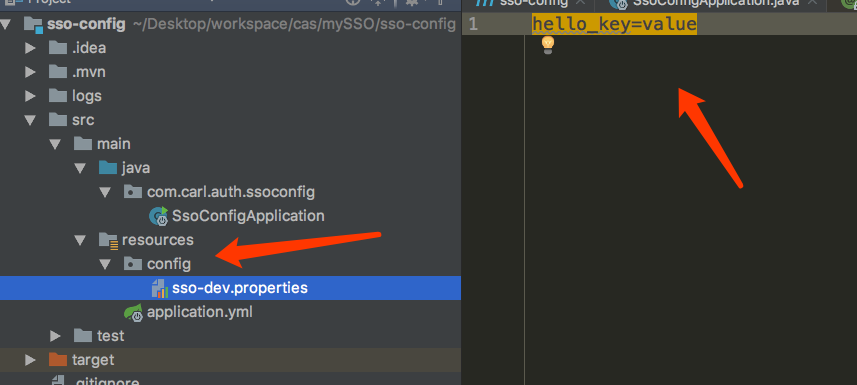 Project
sso-config ~/Desktop/workspace/cas/mySSO/sso-config
.idea
.mvn
logs
src
main
java
com.carl.auth.ssoconfig
SsoConfigApplication
resources
config
sso-dev.properties
application.yml
test
target
.gitignore
sso-config
SsoConfigApplication.java
1 hello_key=value